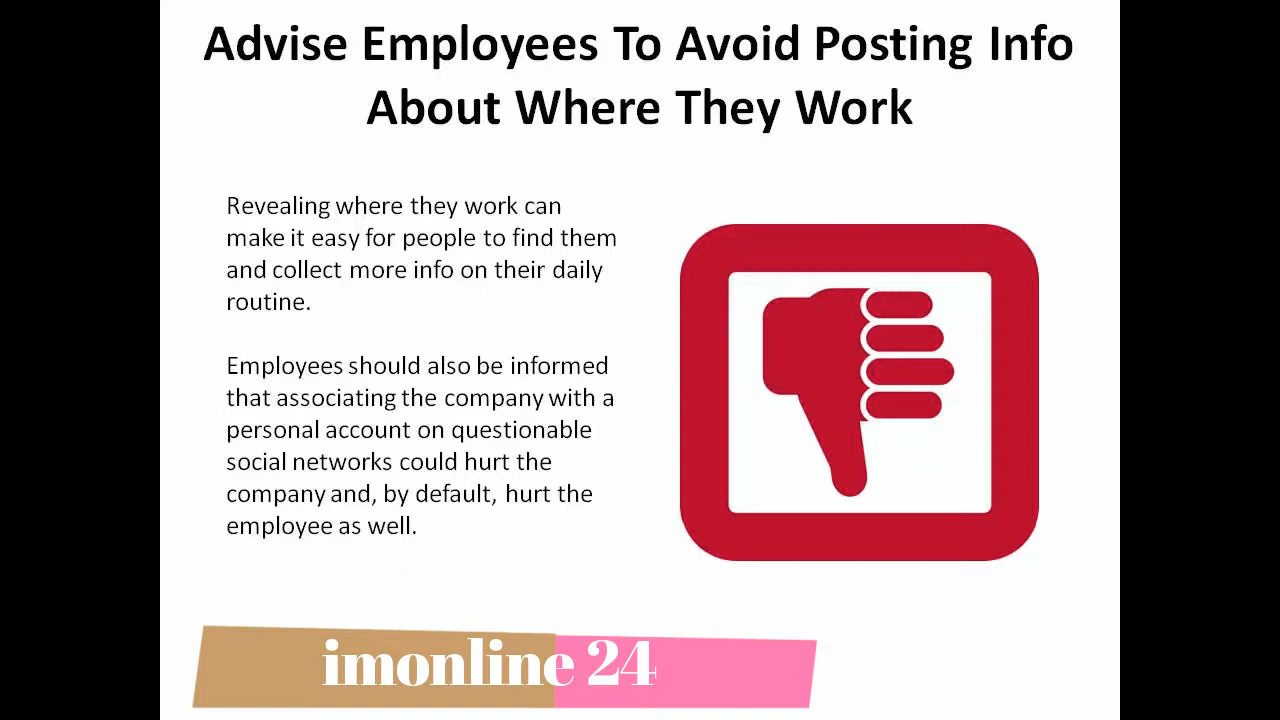 Advise Employees To Avoid Posting Info
About Where They Work
Revealing where they work can
make it easy for people to find them
and collect more info on their daily
routine.
Employees should also be informed
that associating the company with a
personal account on questionable
social networks could hurt the
company and, by default, hurt the
employee as well.
imonline 24